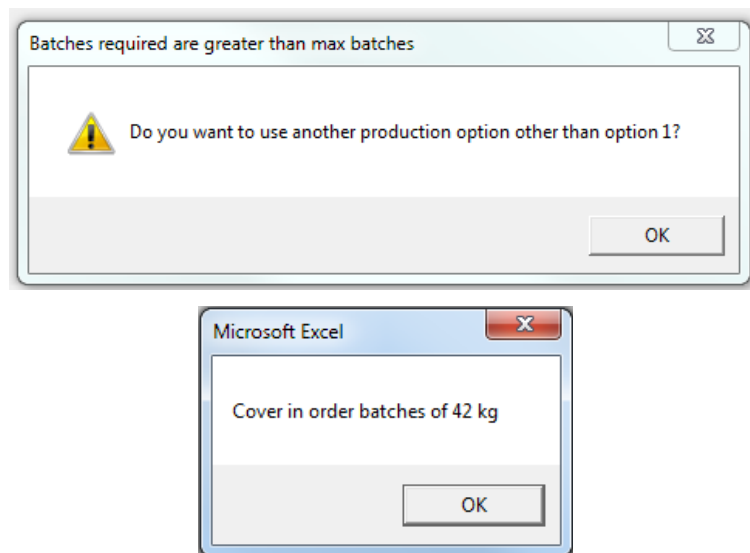 Batches required are greater than max batches
Do you want to use another production option other than option 1?
OK
Microsoft Excel
Cover in order batches of 42 kg
OK